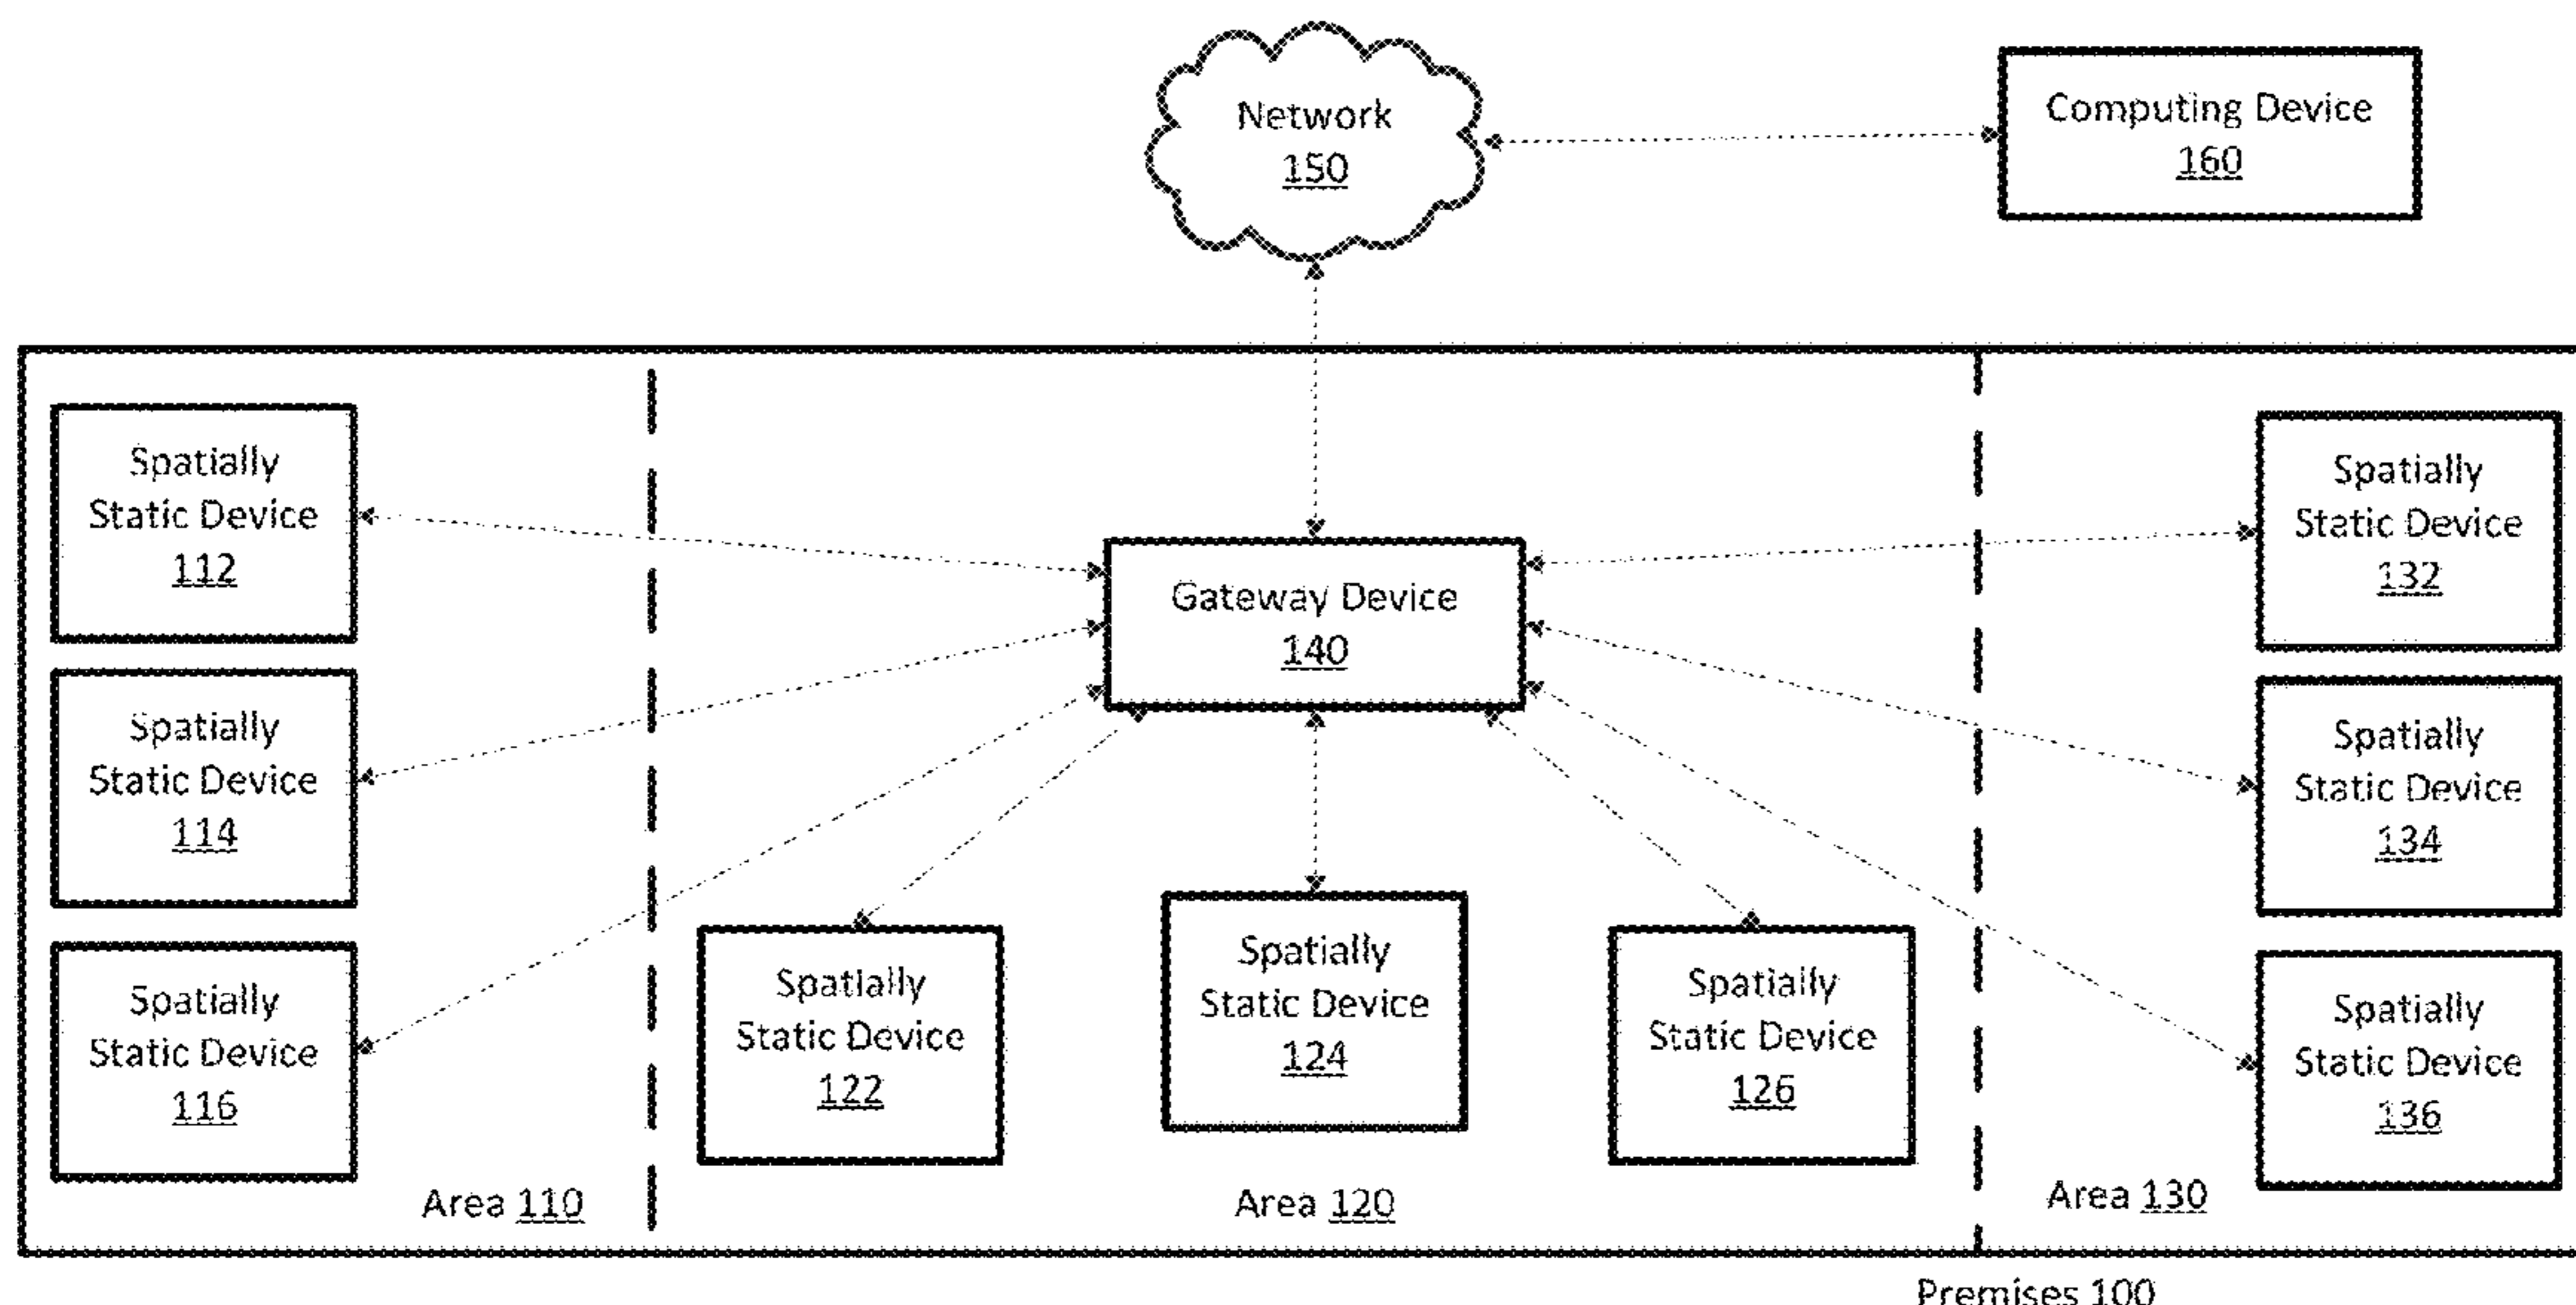 Network
150
Computing Device
160
Spatially
Static Device
112
Spatially
Static Device
114
Spatially
Static Device
116
Area 110
Gateway Device
140
Spatially
Static Device
122
Spatially
Static Device
124
Spatially
Static Device
126
Area 120
Spatially
Static Device
132
Spatially
Static Device
134
Spatially
Static Device
136
Area 130
Premises 100